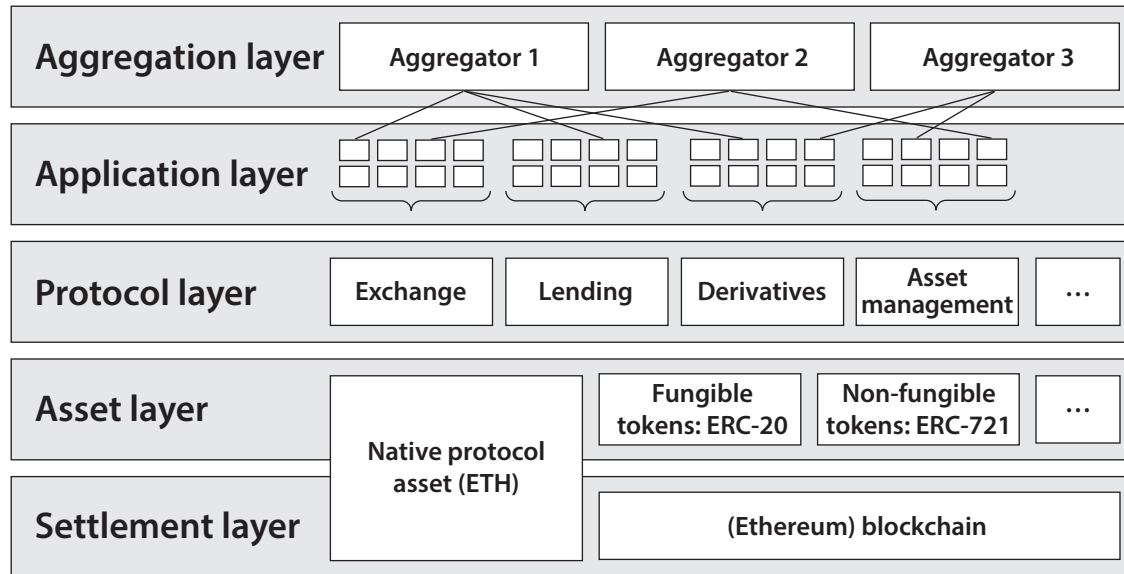 Aggregation layer
Aggregator 1
Aggregator 2
Aggregator 3
Application layer
Protocol layer
Exchange
Lending
Derivatives
Asset
management
...
Asset layer
Native protocol
asset (ETH)
Fungible
tokens: ERC-20
Non-fungible
tokens: ERC-721
...
Settlement layer
(Ethereum) blockchain